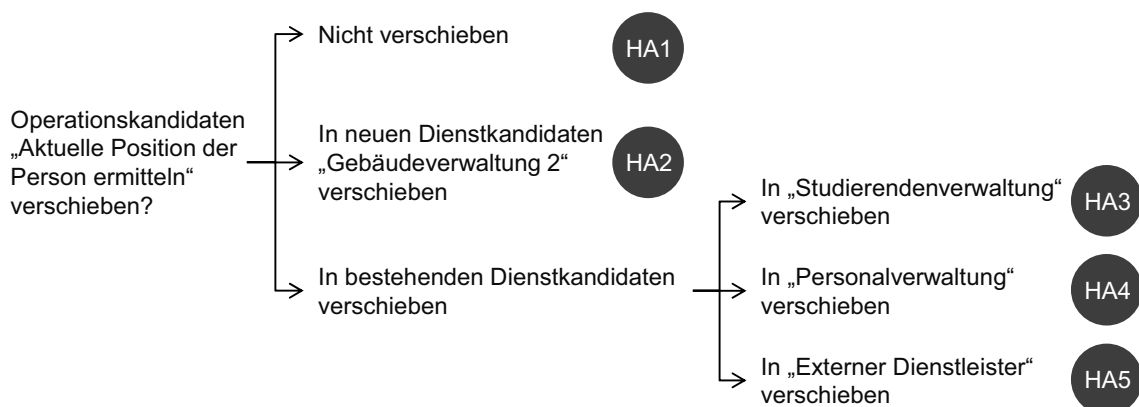 Operationskandidaten
„Aktuelle Position der
Person ermitteln“
verschieben?
Nicht verschieben
HA1
In neuen Dienstkandidaten
„Gebäudeverwaltung 2“
verschieben
HA2
In bestehenden Dienstkandidaten
verschieben
In „Studierendenverwaltung“
verschieben
HA3
In „Personalverwaltung“
verschieben
HA4
In „Externer Dienstleister“
verschieben
HA5